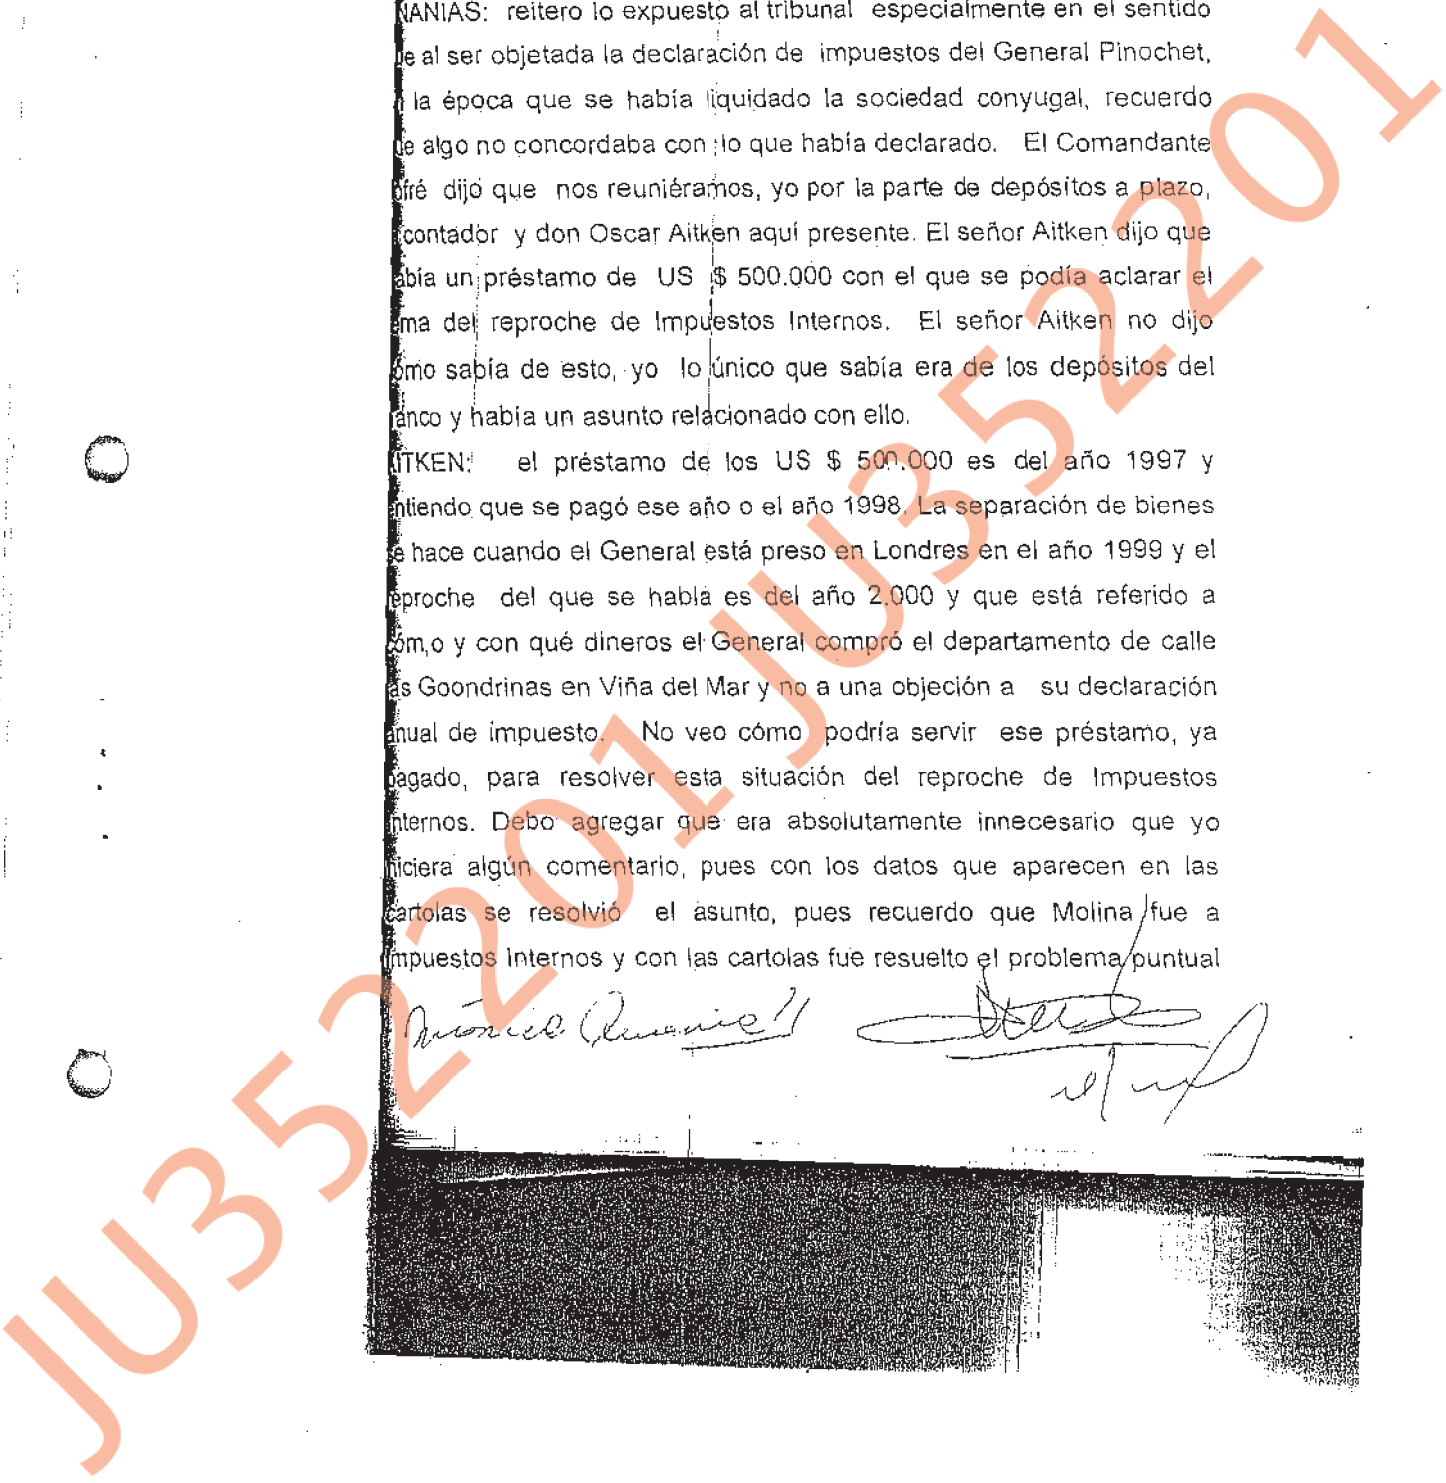 NANIAS: reitero lo expuesto al tribunal especialmente en el sentido
al ser objetada la declaración de impuestos del General Pinochet,
la época que se había liquidado la sociedad conyugal, recuerdo
algo no concordaba con lo que había declarado. El Comandante
dijo que nos reuniéramos, yo por la parte de depósitos a plazo,
contador y don Oscar Aitken aquí presente. El señor Aitken dijo que
un préstamo de US $ 500.000 con el que se podía aclarar el
del reproche de Impuestos Internos. El señor Aitken no dijo
sabía de esto, yo lo único que sabía era de los depósitos del
y había un asunto relacionado con ello.
ITKEN: el préstamo de los US $ 500.000 es del año 1997 y
ntiendo que se pagó ese año o el año 1998. La separación de bienes
hace cuando el General está preso en Londres en el año 1999 y el
eproche del que se habla es del año 2.000 y que está referido a
cóm,o y con qué dineros el General compró el departamento de calle
as Goondrinas en Viña del Mar y no a una objeción a su declaración
anual de impuesto. No veo cómo podría servir ese préstamo, ya
pagado, para resolver esta situación del reproche de Impuestos
nternos. Debo agregar que era absolutamente innecesario que yo
hiciera algún comentario, pues con los datos que aparecen en las
cartolas se resolvió el asunto, pues recuerdo que Molina fue a
Impuestos Internos y con las cartolas fue resuelto el problema puntual
JU352201 JU352201